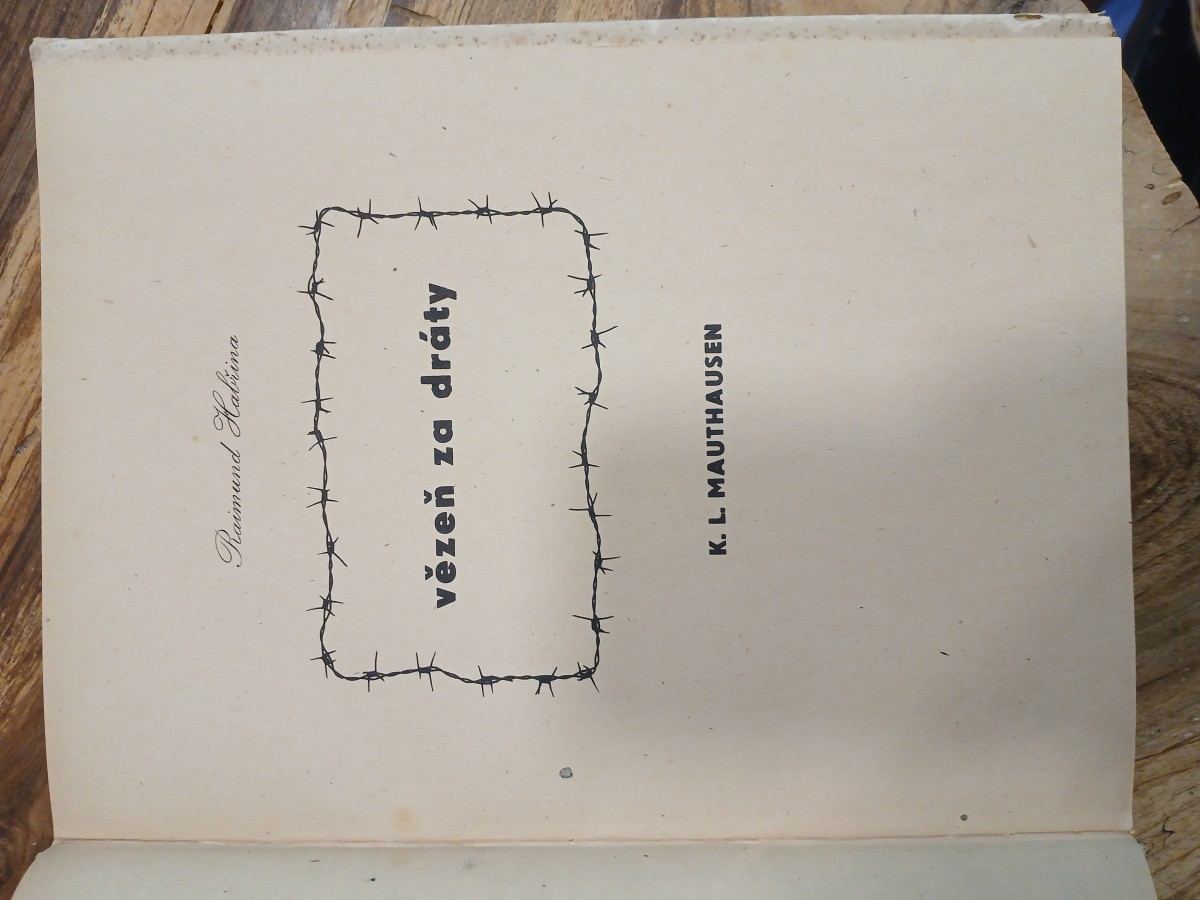 Raimund Habřina
vězeň za dráty
K. L. MAUTHAUSEN